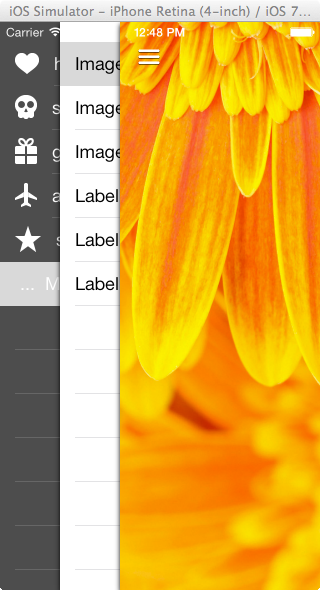 iOS Simulator - iPhone Retina (4-inch) / iOS 7...
Carrier 12:48 PM
h Image
s Image
g Image
a Label
s Label
... M Label